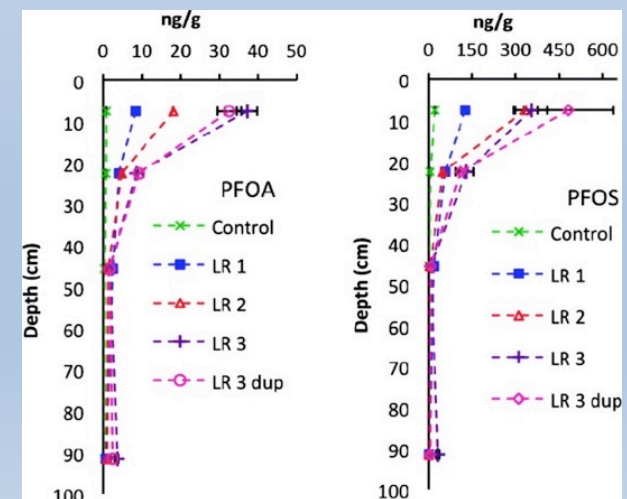 ng/g
0 10 20 30 40 50
0
10
20
30
40
50
60
70
80
90
100
Depth (cm)
PFOA
Control
LR 1
LR 2
LR 3
LR 3 dup
ng/g
0 150 300 450 600
0
10
20
30
40
50
60
70
80
90
100
Depth (cm)
PFOS
Control
LR 1
LR 2
LR 3
LR 3 dup